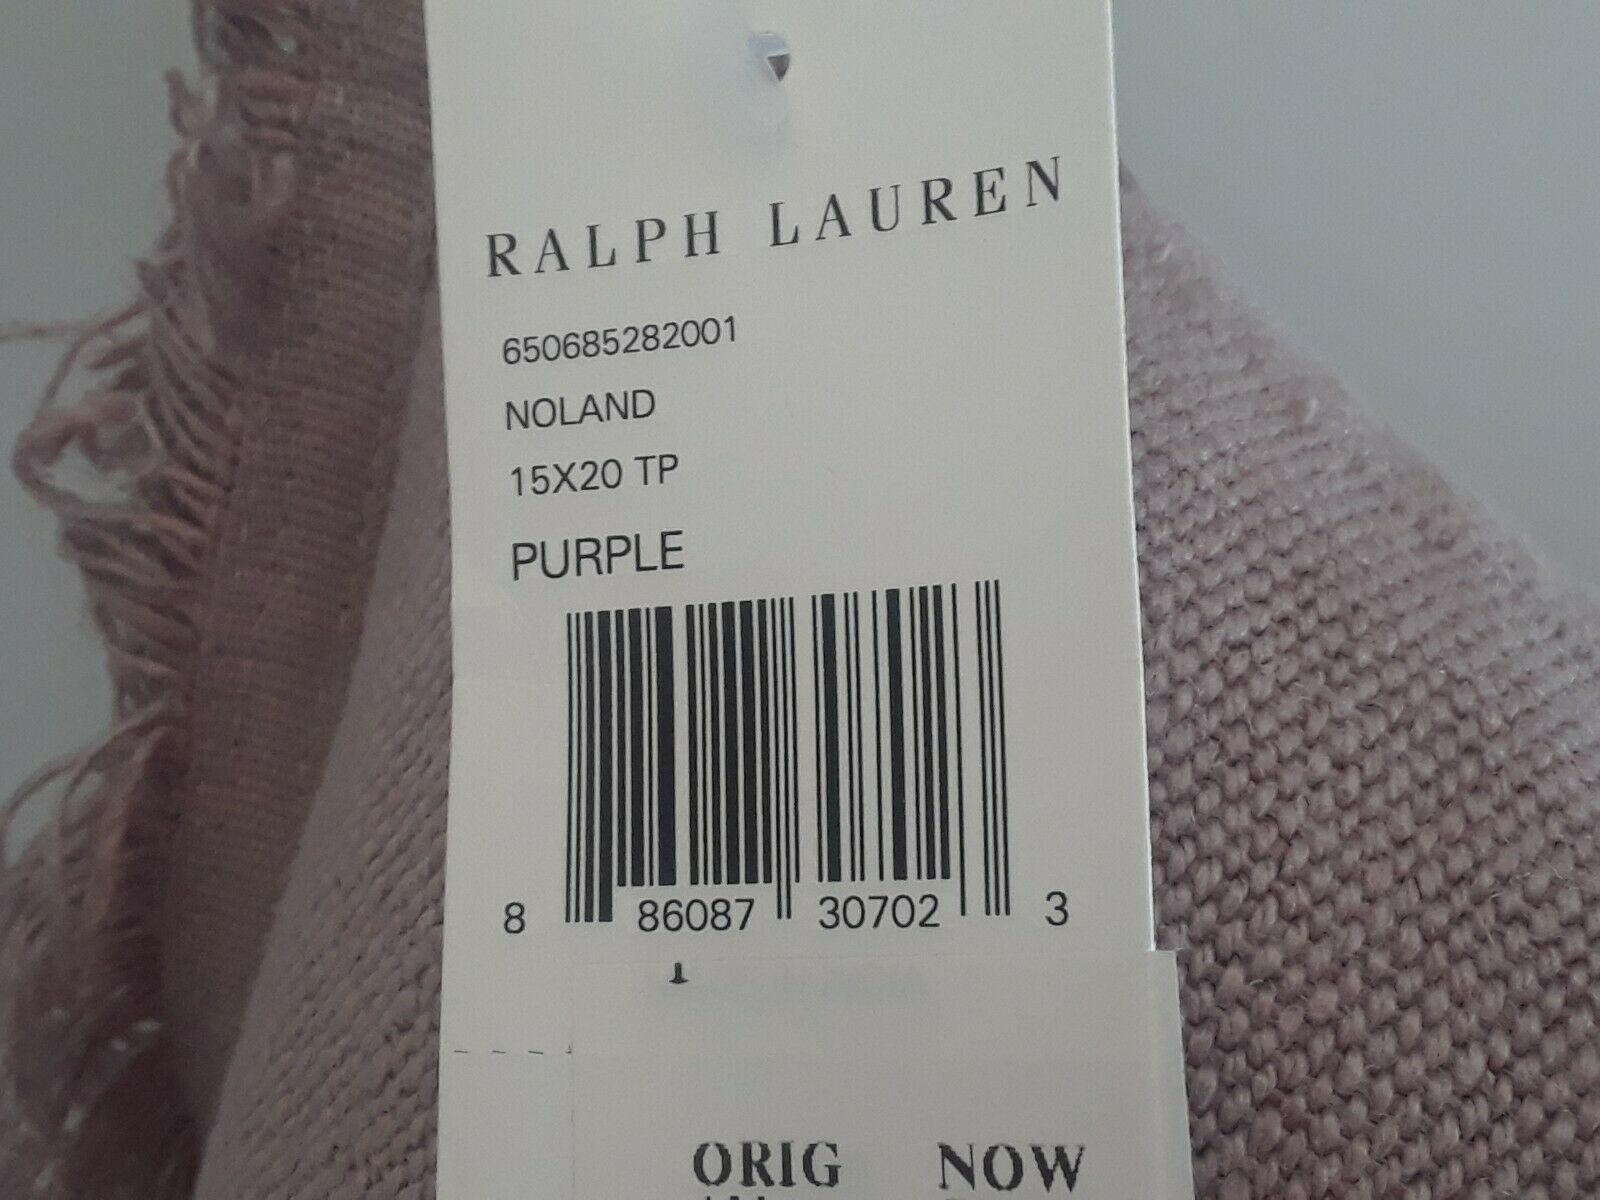 RALPH LAUREN
650685282001
NOLAND
15X20 TP
PURPLE
8 86087 30702 3
ORIG NOW